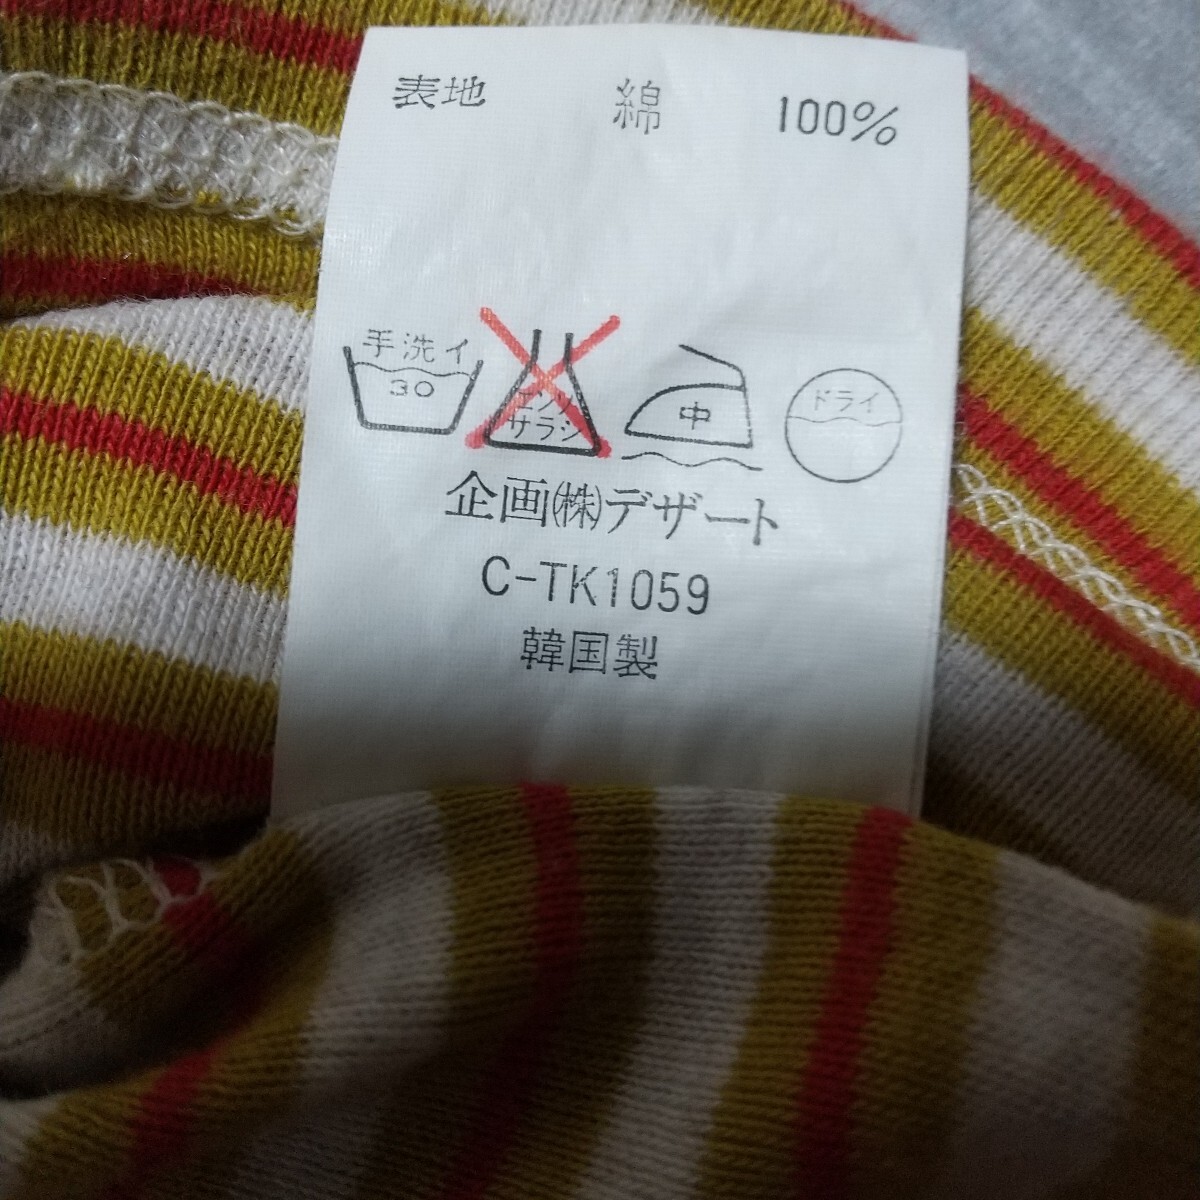 表地 綿 100%
手洗イ
30
エンソ
サラシ
中
ドライ
企画(株)デザート
C-TK1059
韓国製